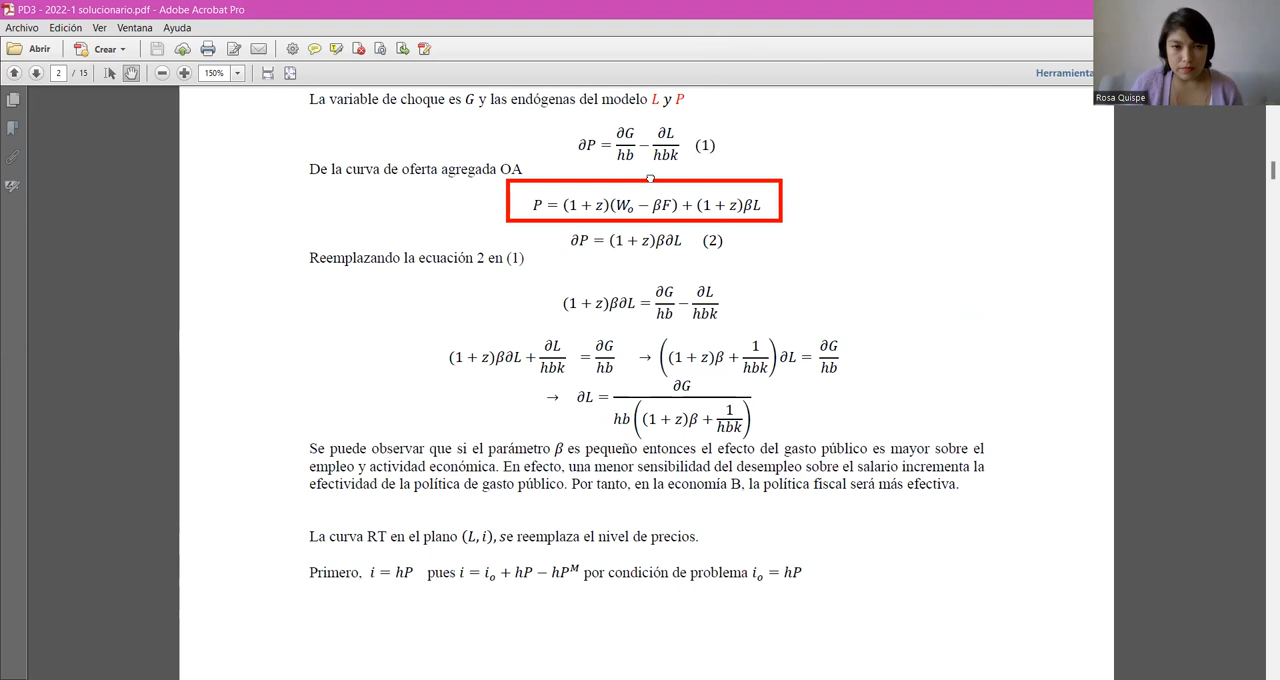 PD3 - 2022-1 solucionario.pdf - Adobe Acrobat Pro
Archivo Edición Ver Ventana Ayuda
Abrir Crear
2 / 15 150% Herramienta
Rosa Quispe
La variable de choque es G y las endógenas del modelo L y P
∂P = ∂G/hb − ∂L/hbk (1)
De la curva de oferta agregada OA
P = (1 + z)(Wₒ − βF) + (1 + z)βL
∂P = (1 + z)β∂L (2)
Reemplazando la ecuación 2 en (1)
(1 + z)β∂L = ∂G/hb − ∂L/hbk
(1 + z)β∂L + ∂L/hbk = ∂G/hb → ((1 + z)β + 1/hbk) ∂L = ∂G/hb
→ ∂L = ∂G/hb((1 + z)β + 1/hbk)
Se puede observar que si el parámetro β es pequeño entonces el efecto del gasto público es mayor sobre el
empleo y actividad económica. En efecto, una menor sensibilidad del desempleo sobre el salario incrementa la
efectividad de la política de gasto público. Por tanto, en la economía B, la política fiscal será más efectiva.
La curva RT en el plano (L, i), se reemplaza el nivel de precios.
Primero, i = hP pues i = iₒ + hP − hPᴹ por condición de problema iₒ = hP